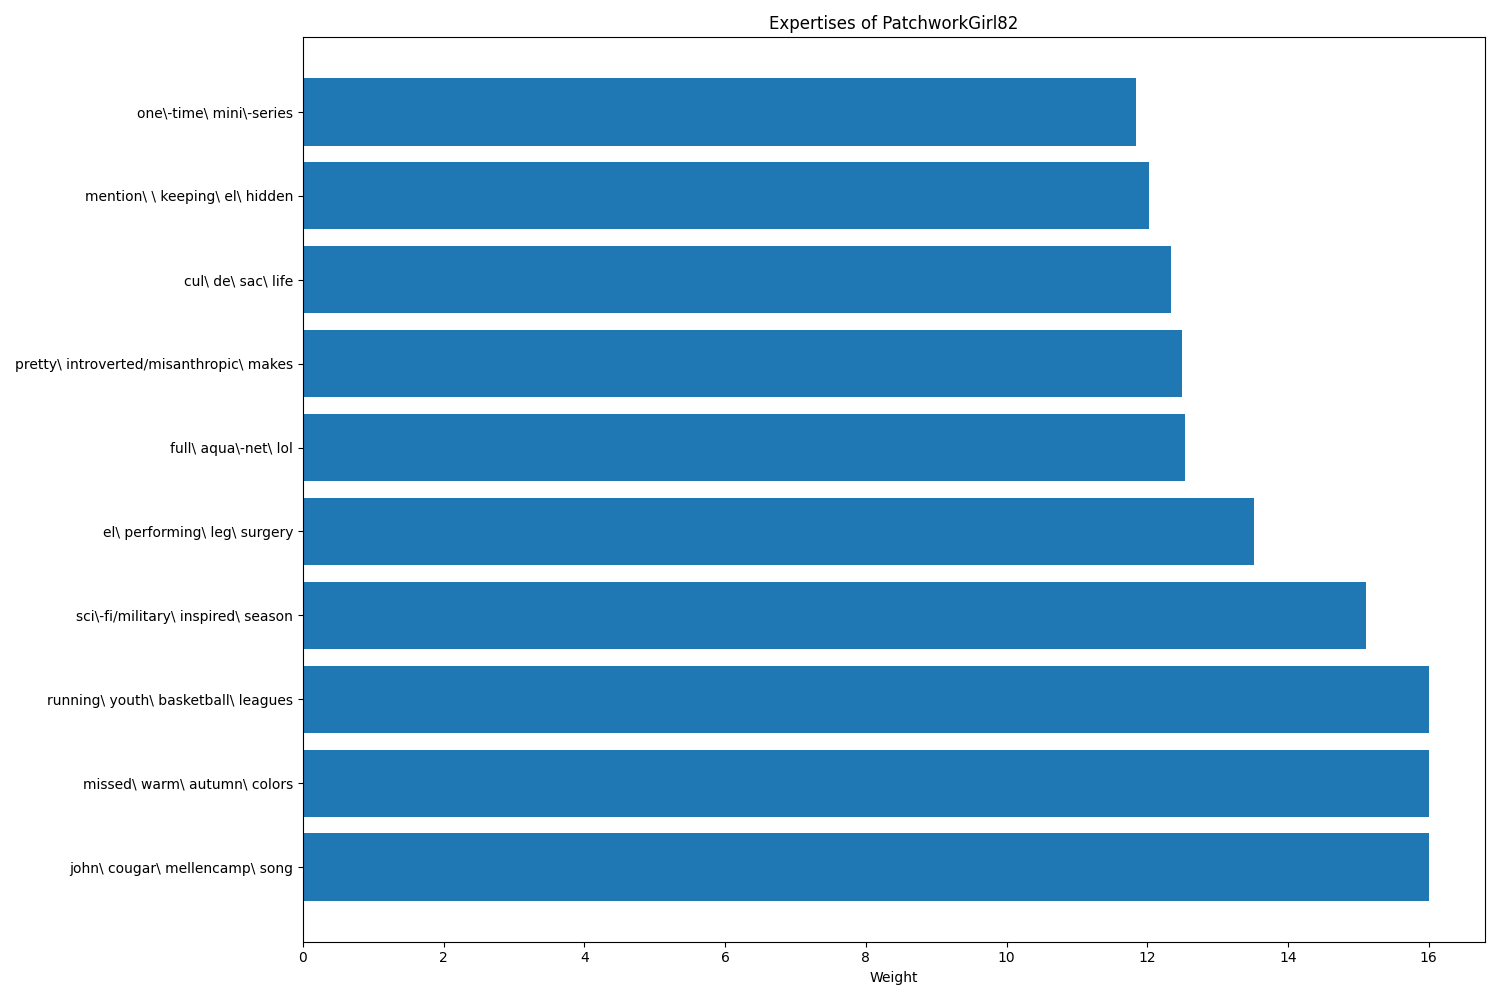 Expertises of PatchworkGirl82
one\-time\ mini\-series
mention\ \ keeping\ el\ hidden
cul\ de\ sac\ life
pretty\ introverted/misanthropic\ makes
full\ aqua\-net\ lol
el\ performing\ leg\ surgery
sci\-fi/military\ inspired\ season
running\ youth\ basketball\ leagues
missed\ warm\ autumn\ colors
john\ cougar\ mellencamp\ song
0 2 4 6 8 10 12 14 16
Weight